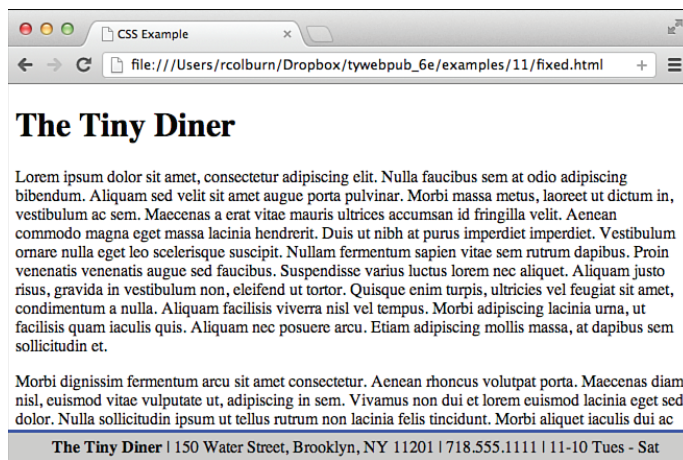 CSS Example
file:///Users/rcolburn/Dropbox/tywebpub_6e/examples/11/fixed.html
The Tiny Diner
Lorem ipsum dolor sit amet, consectetur adipiscing elit. Nulla faucibus sem at odio adipiscing
bibendum. Aliquam sed velit sit amet augue porta pulvinar. Morbi massa metus, laoreet ut dictum in,
vestibulum ac sem. Maecenas a erat vitae mauris ultrices accumsan id fringilla velit. Aenean
commodo magna eget massa lacinia hendrerit. Duis ut nibh at purus imperdiet imperdiet. Vestibulum
ornare nulla eget leo scelerisque suscipit. Nullam fermentum sapien vitae sem rutrum dapibus. Proin
venenatis venenatis augue sed faucibus. Suspendisse varius luctus lorem nec aliquet. Aliquam justo
risus, gravida in vestibulum non, eleifend ut tortor. Quisque enim turpis, ultricies vel feugiat sit amet,
condimentum a nulla. Aliquam facilisis viverra nisl vel tempus. Morbi adipiscing lacinia urna, ut
facilisis quam iaculis quis. Aliquam nec posuere arcu. Etiam adipiscing mollis massa, at dapibus sem
sollicitudin et.
Morbi dignissim fermentum arcu sit amet consectetur. Aenean rhoncus volutpat porta. Maecenas diam
nisl, euismod vitae vulputate ut, adipiscing in sem. Vivamus non dui et lorem euismod lacinia eget sed
dolor. Nulla sollicitudin ipsum ut tellus rutrum non lacinia felis tincidunt. Morbi aliquet iaculis dui ac
The Tiny Diner | 150 Water Street, Brooklyn, NY 11201 | 718.555.1111 | 11-10 Tues - Sat